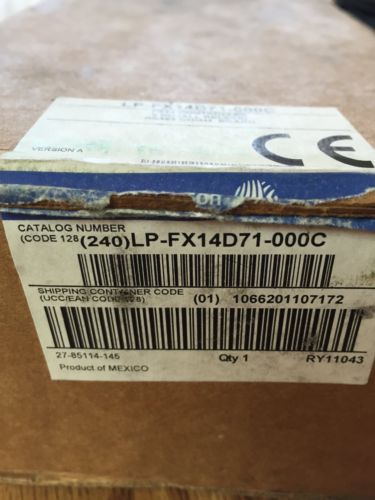 LP-FX14D71-000C
VERSION A
CE
CATALOG NUMBER
(CODE 128 (240)LP-FX14D71-000C
SHIPPING CONTAINER CODE
(UCC/EAN CODE 128) (01) 1066201107172
27-85114-145 Qty 1 RY11043
Product of MEXICO